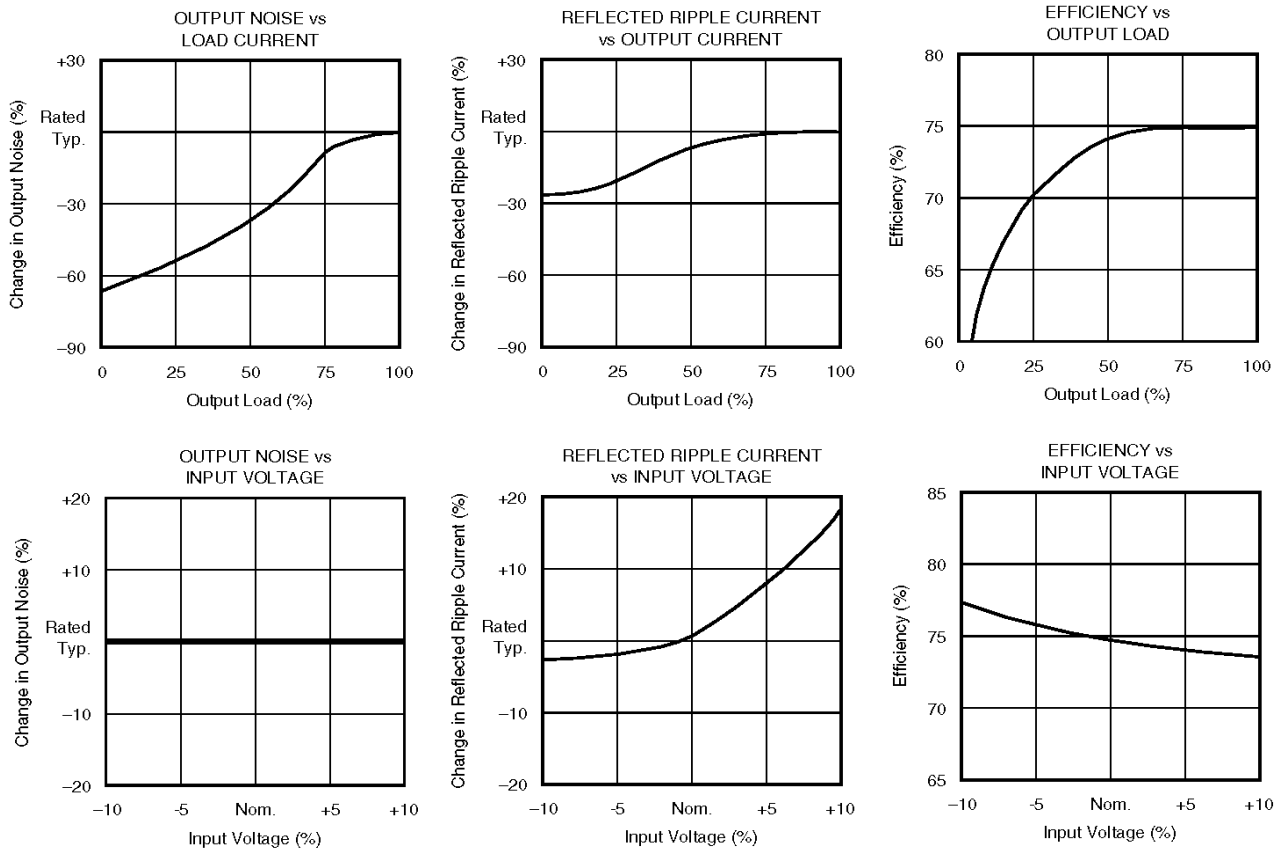 OUTPUT NOISE vs
LOAD CURRENT
+30
Rated
Typ.
−30
−60
−90
Change in Output Noise (%)
0 25 50 75 100
Output Load (%)
REFLECTED RIPPLE CURRENT
vs OUTPUT CURRENT
+30
Rated
Typ.
−30
−60
−90
Change in Reflected Ripple Current (%)
0 25 50 75 100
Output Load (%)
EFFICIENCY vs
OUTPUT LOAD
80
75
70
65
60
Efficiency (%)
0 25 50 75 100
Output Load (%)
OUTPUT NOISE vs
INPUT VOLTAGE
+20
+10
Rated
Typ.
−10
−20
Change in Output Noise (%)
−10 -5 Nom. +5 +10
Input Voltage (%)
REFLECTED RIPPLE CURRENT
vs INPUT VOLTAGE
+20
+10
Rated
Typ.
−10
−20
Change in Reflected Ripple Current (%)
−10 -5 Nom. +5 +10
Input Voltage (%)
EFFICIENCY vs
INPUT VOLTAGE
85
80
75
70
65
Efficiency (%)
−10 -5 Nom. +5 +10
Input Voltage (%)